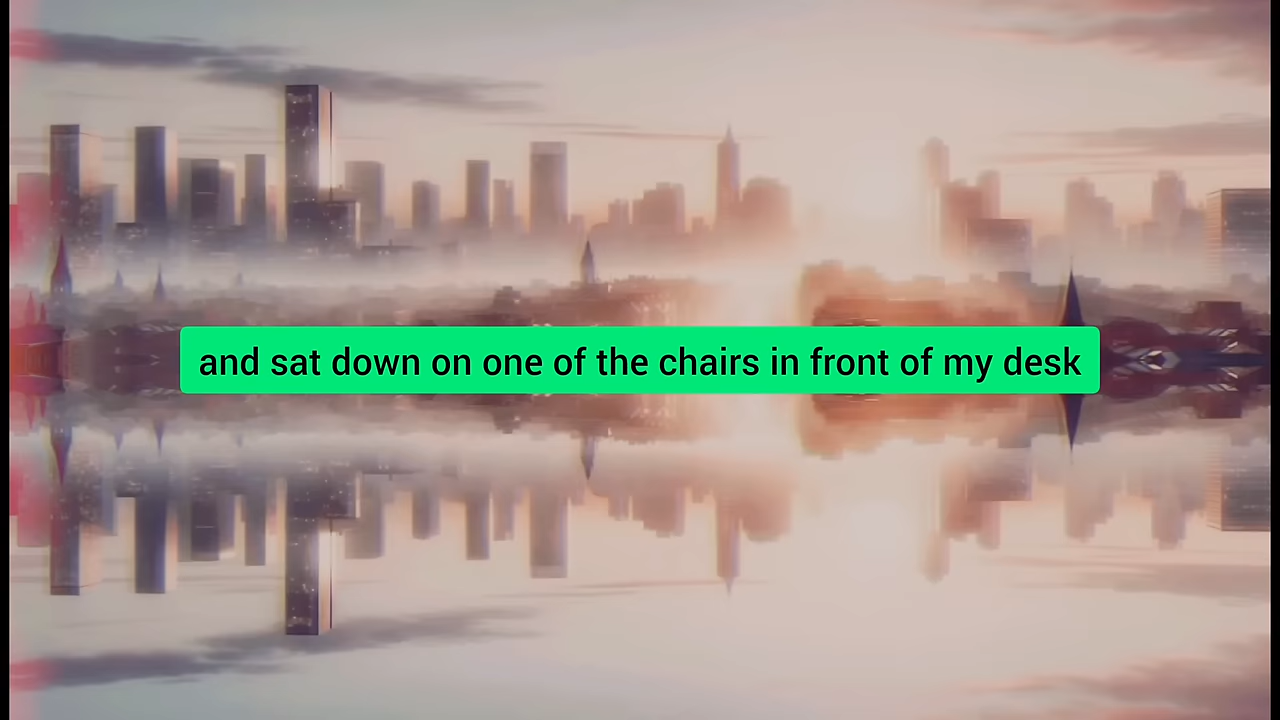 and sat down on one of the chairs in front of my desk